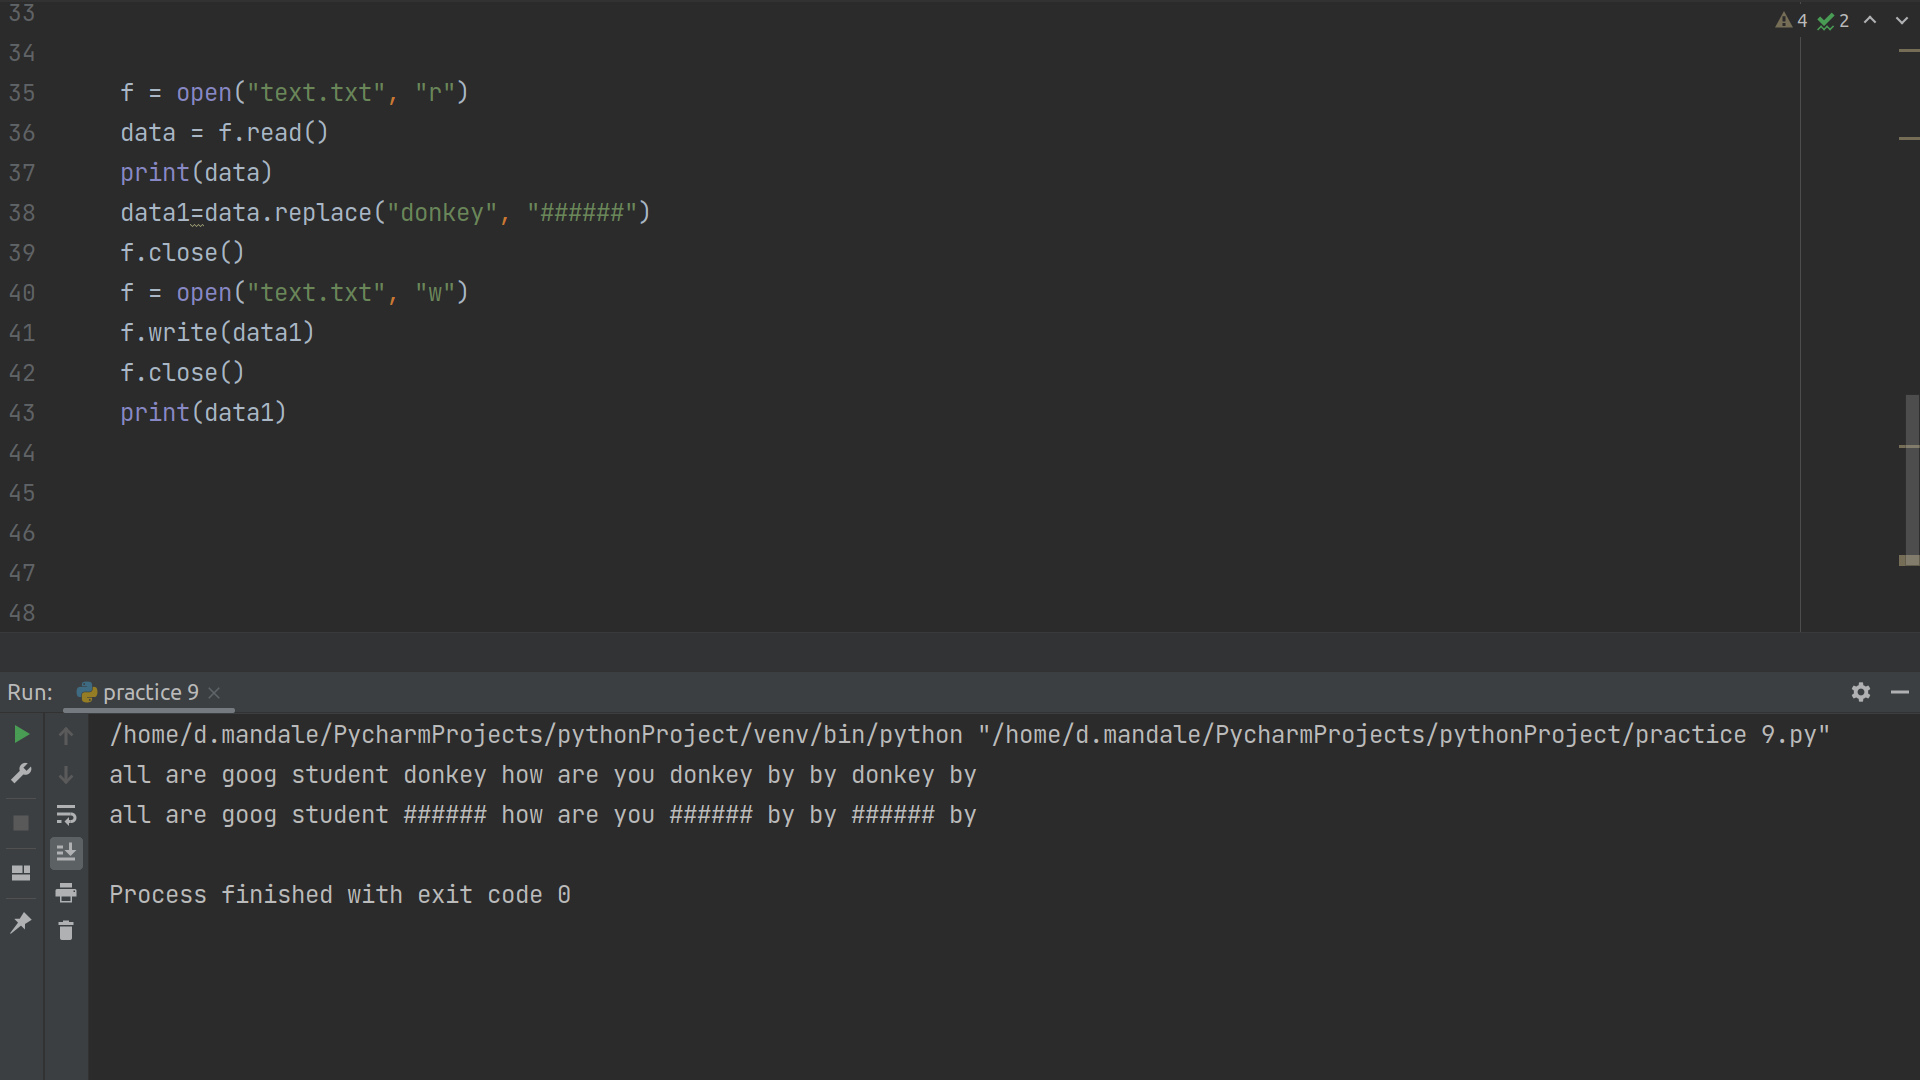 33
4 2
34
35 f = open("text.txt", "r")
36 data = f.read()
37 print(data)
38 data1=data.replace("donkey", "######")
39 f.close()
40 f = open("text.txt", "w")
41 f.write(data1)
42 f.close()
43 print(data1)
44
45
46
47
48
Run: practice 9
/home/d.mandale/PycharmProjects/pythonProject/venv/bin/python "/home/d.mandale/PycharmProjects/pythonProject/practice 9.py"
all are goog student donkey how are you donkey by by donkey by
all are goog student ###### how are you ###### by by ###### by
Process finished with exit code 0